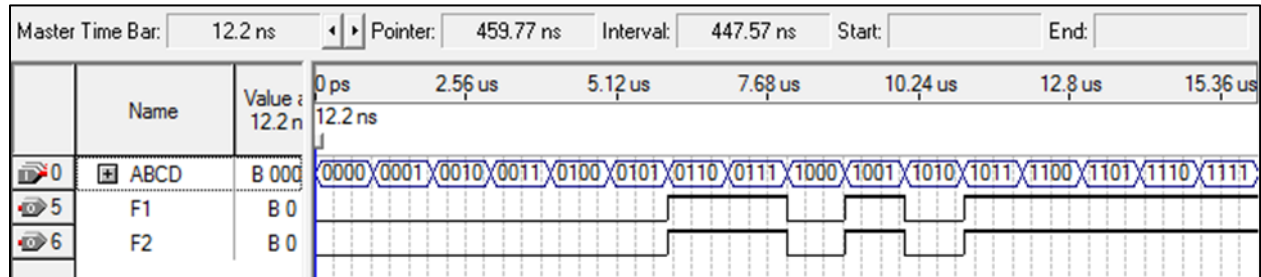 Master Time Bar: 12.2 ns Pointer: 459.77 ns Interval: 447.57 ns Start: End:
Name Value a 12.2 n 0 ps 2.56 us 5.12 us 7.68 us 10.24 us 12.8 us 15.36 us
12.2 ns
0 ABCD B 000 0000 0001 0010 0011 0100 0101 0110 0111 1000 1001 1010 1011 1100 1101 1110 1111
5 F1 B 0
6 F2 B 0